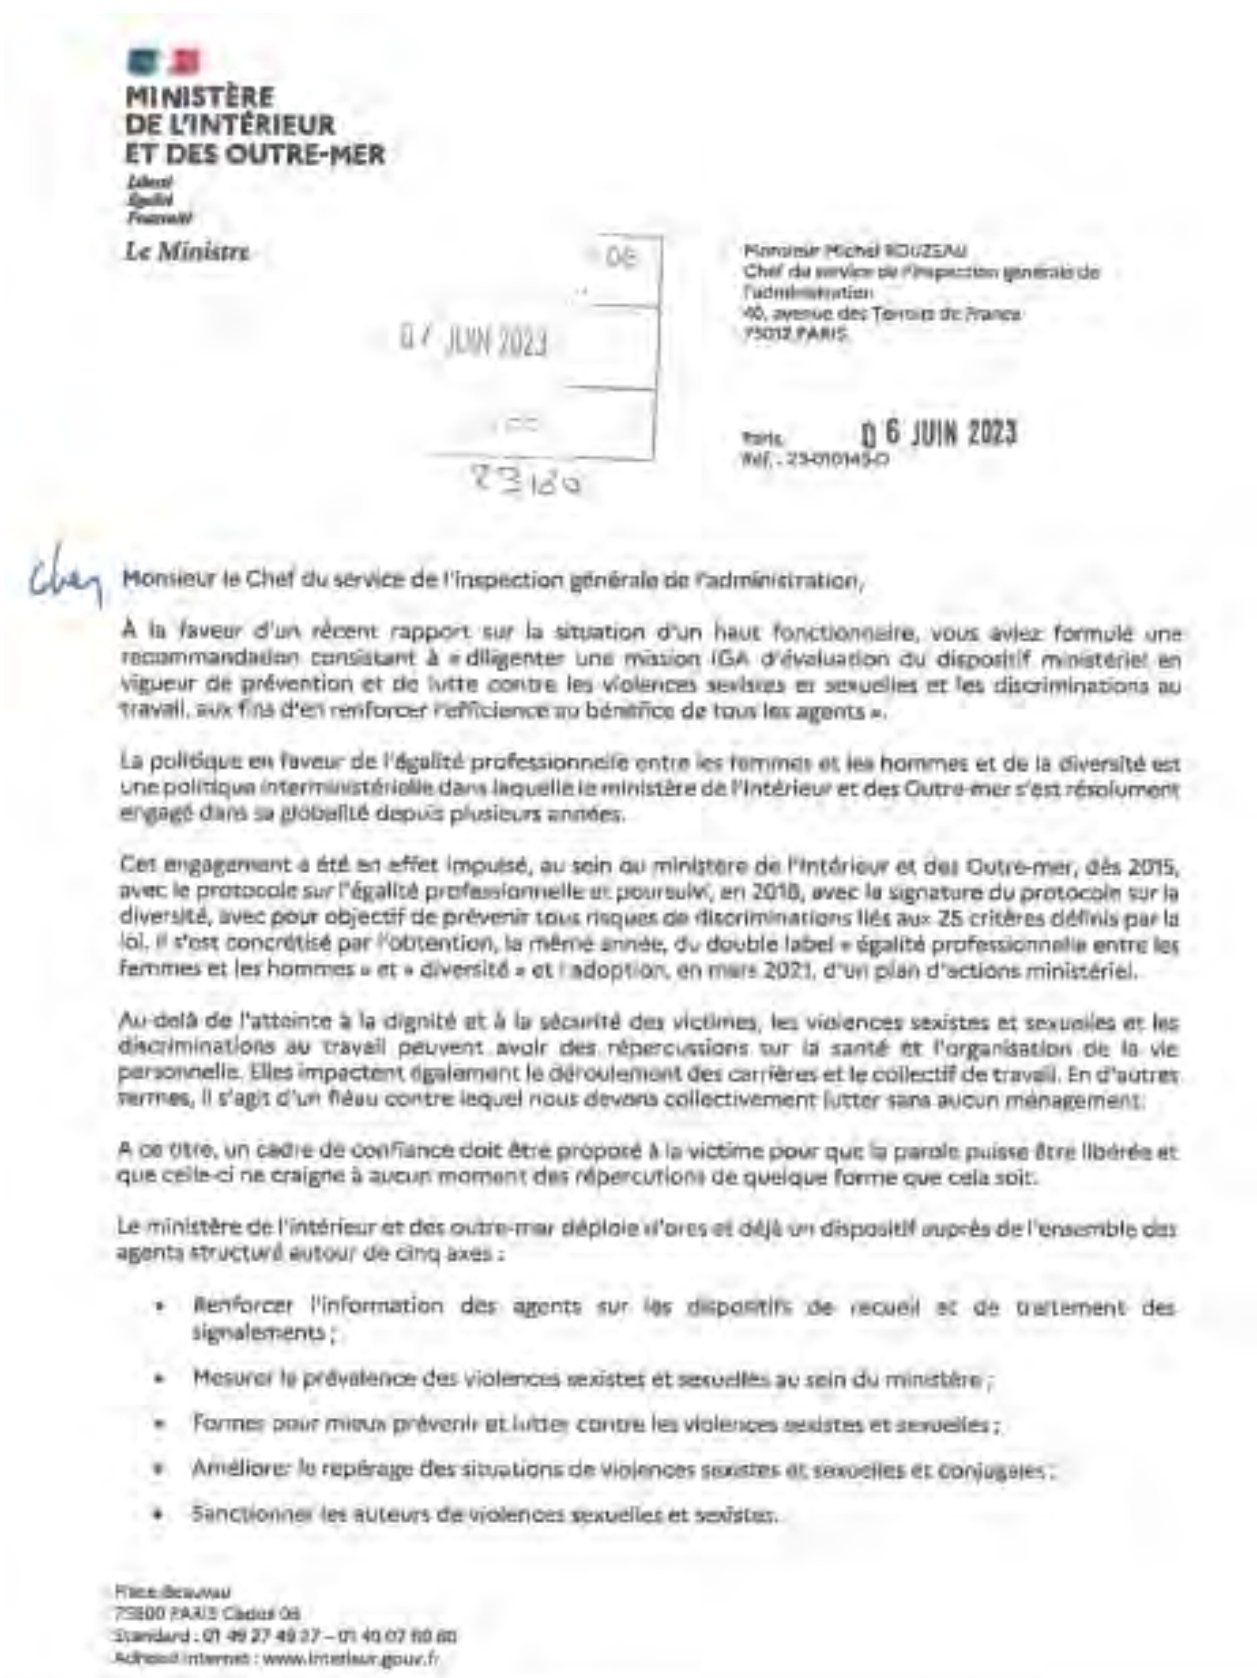 MINISTÈRE
DE L'INTÉRIEUR
ET DES OUTRE-MER
Liberté
Égalité
Fraternité
Le Ministre
Monsieur Michel ROUZEAU
Chef du service de l'inspection générale de
l'administration
40, avenue des Terroirs de France
75012 PARIS
07 JUIN 2023
Paris, 06 JUIN 2023
Réf. : 23-010145-D
23180
Cher Monsieur le Chef du service de l'inspection générale de l'administration,
À la faveur d'un récent rapport sur la situation d'un haut fonctionnaire, vous aviez formulé une
recommandation consistant à « diligenter une mission IGA d'évaluation du dispositif ministériel en
vigueur de prévention et de lutte contre les violences sexistes et sexuelles et les discriminations au
travail, aux fins d'en renforcer l'efficience au bénéfice de tous les agents ».
La politique en faveur de l'égalité professionnelle entre les femmes et les hommes et de la diversité est
une politique interministérielle dans laquelle le ministère de l'Intérieur et des Outre-mer s'est résolument
engagé dans sa globalité depuis plusieurs années.
Cet engagement a été en effet impulsé, au sein du ministère de l'Intérieur et des Outre-mer, dès 2015,
avec le protocole sur l'égalité professionnelle et poursuivi, en 2018, avec la signature du protocole sur la
diversité, avec pour objectif de prévenir tous risques de discriminations liés aux 25 critères définis par la
loi. Il s'est concrétisé par l'obtention, la même année, du double label « égalité professionnelle entre les
femmes et les hommes » et « diversité » et l'adoption, en mars 2021, d'un plan d'actions ministériel.
Au-delà de l'atteinte à la dignité et à la sécurité des victimes, les violences sexistes et sexuelles et les
discriminations au travail peuvent avoir des répercussions sur la santé et l'organisation de la vie
personnelle. Elles impactent également le déroulement des carrières et le collectif de travail. En d'autres
termes, il s'agit d'un fléau contre lequel nous devons collectivement lutter sans aucun ménagement.
A ce titre, un cadre de confiance doit être proposé à la victime pour que la parole puisse être libérée et
que celle-ci ne craigne à aucun moment des répercutions de quelque forme que cela soit.
Le ministère de l'intérieur et des outre-mer déploie d'ores et déjà un dispositif auprès de l'ensemble des
agents structuré autour de cinq axes :
• Renforcer l'information des agents sur les dispositifs de recueil et de traitement des
signalements ;
• Mesurer la prévalence des violences sexistes et sexuelles au sein du ministère ;
• Former pour mieux prévenir et lutter contre les violences sexistes et sexuelles ;
• Améliorer le repérage des situations de violences sexistes et sexuelles et conjugales ;
• Sanctionner les auteurs de violences sexuelles et sexistes.
Place Beauvau
75800 PARIS Cedex 08
Standard : 01 49 27 49 27 – 01 40 07 60 60
Adresse internet : www.interieur.gouv.fr